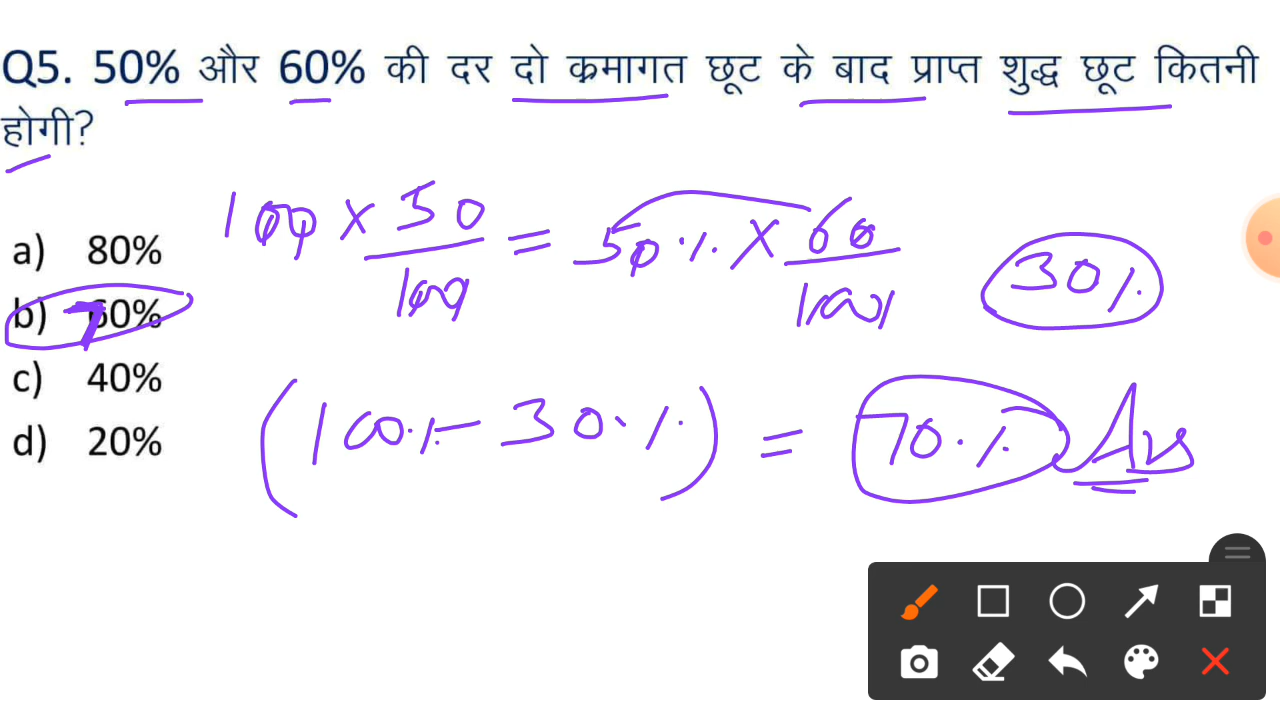 Q5. 50% और 60% की दर दो क्रमागत छूट के बाद प्राप्त शुद्ध छूट कितनी
होगी?
100 × 50/100 = 50% × 60/100
30%
a) 80%
b) 70%
c) 40%
d) 20%
(100% - 30%) = 70% Ans